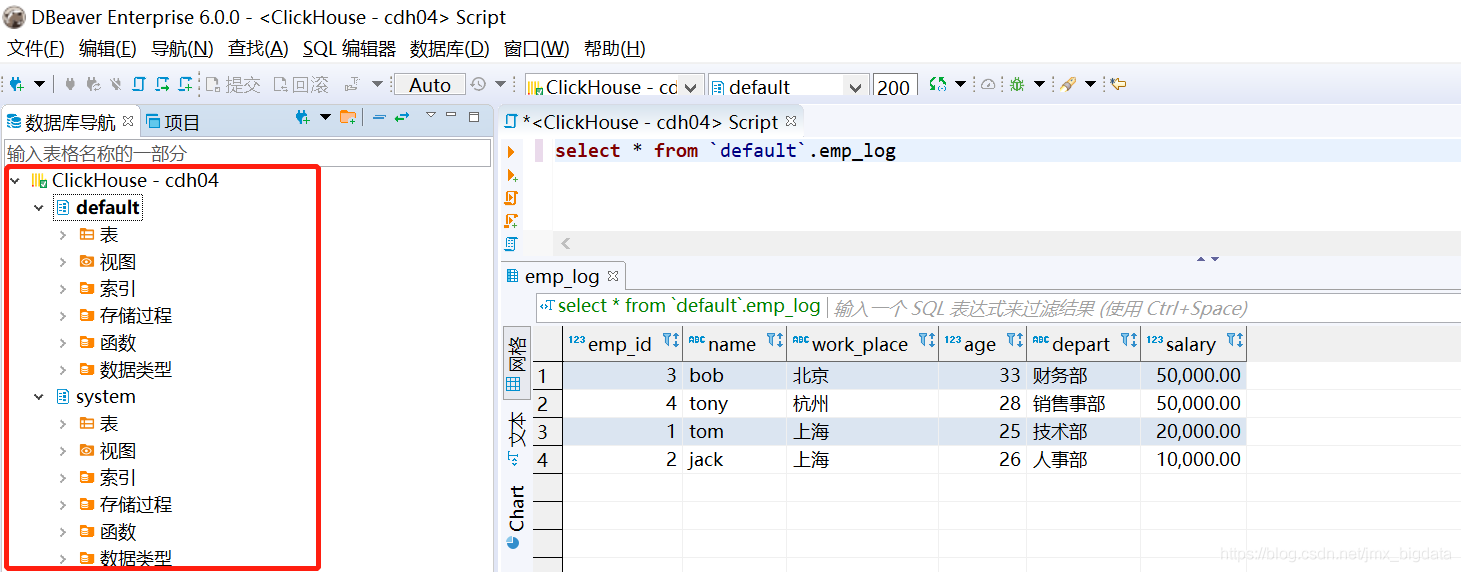 DBeaver Enterprise 6.0.0 - <ClickHouse - cdh04> Script
文件(F) 编辑(E) 导航(N) 查找(A) SQL 编辑器 数据库(D) 窗口(W) 帮助(H)
提交 回滚 Auto ClickHouse - cd default 200
数据库导航 项目
输入表格名称的一部分
ClickHouse - cdh04
default
表
视图
索引
存储过程
函数
数据类型
system
表
视图
索引
存储过程
函数
数据类型
*<ClickHouse - cdh04> Script
select * from `default`.emp_log
emp_log
select * from `default`.emp_log 输入一个 SQL 表达式来过滤结果 (使用 Ctrl+Space)
网格
文本
Chart
123 emp_id ABC name ABC work_place 123 age ABC depart 123 salary
1 3 bob 北京 33 财务部 50,000.00
2 4 tony 杭州 28 销售事部 50,000.00
3 1 tom 上海 25 技术部 20,000.00
4 2 jack 上海 26 人事部 10,000.00
https://blog.csdn.net/jmx_bigdata